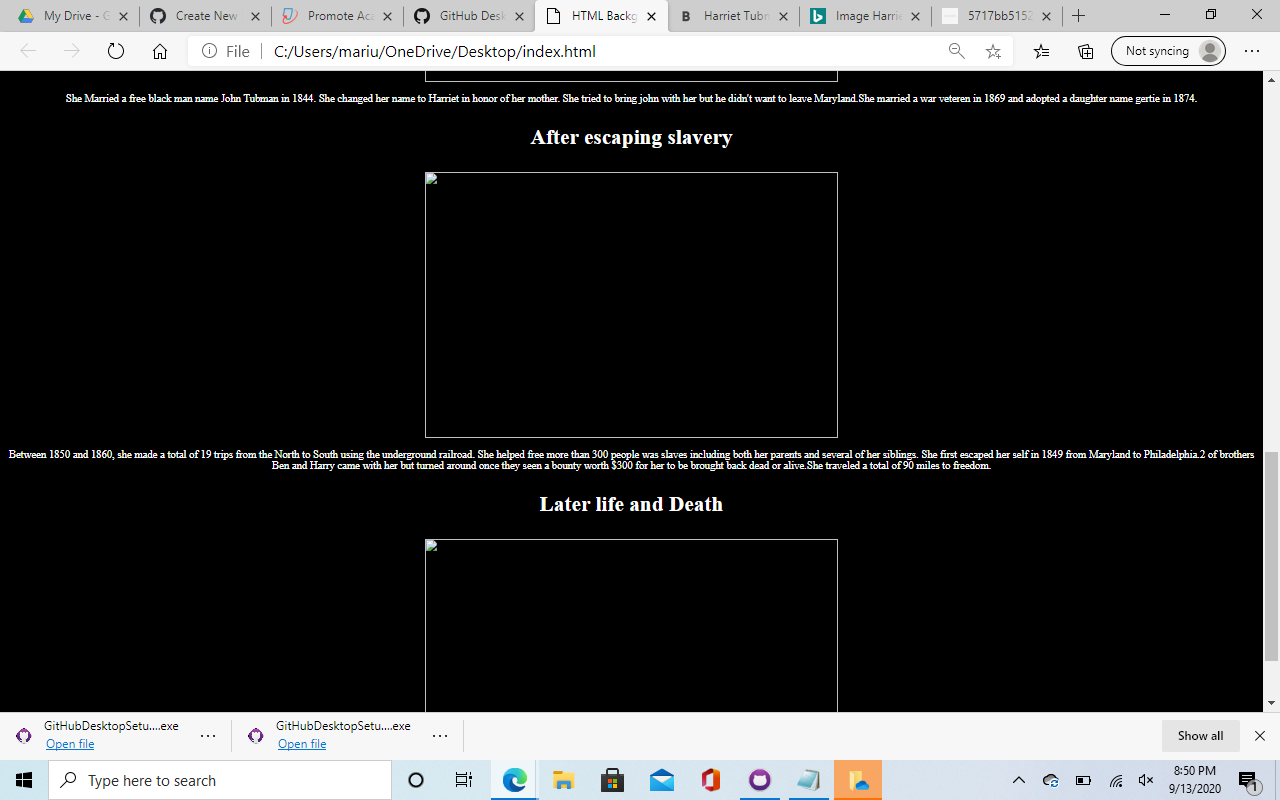 My Drive - G
Create New
Promote Aca
GitHub Desk
HTML Backg
Harriet Tubm
Image Harrie
5717bb5152
File
C:/Users/mariu/OneDrive/Desktop/index.html
Not syncing
She Married a free black man name John Tubman in 1844. She changed her name to Harriet in honor of her mother. She tried to bring john with her but he didn't want to leave Maryland.She married a war veteren in 1869 and adopted a daughter name gertie in 1874.
After escaping slavery
Between 1850 and 1860, she made a total of 19 trips from the North to South using the underground railroad. She helped free more than 300 people was slaves including both her parents and several of her siblings. She first escaped her self in 1849 from Maryland to Philadelphia.2 of brothers
Ben and Harry came with her but turned around once they seen a bounty worth $300 for her to be brought back dead or alive.She traveled a total of 90 miles to freedom.
Later life and Death
GitHubDesktopSetu....exe
Open file
GitHubDesktopSetu....exe
Open file
Show all
Type here to search
8:50 PM
9/13/2020
1